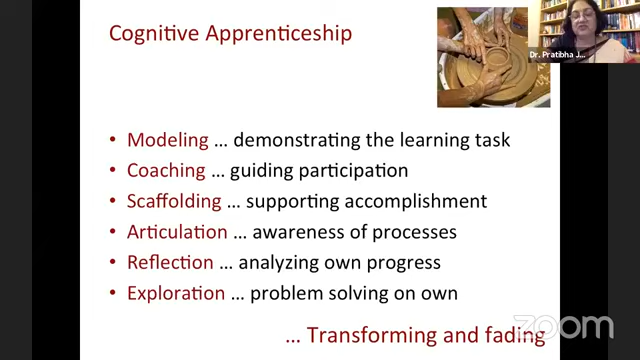 Cognitive Apprenticeship
Dr. Pratibha J...
• Modeling ... demonstrating the learning task
• Coaching ... guiding participation
• Scaffolding ... supporting accomplishment
• Articulation ... awareness of processes
• Reflection ... analyzing own progress
• Exploration ... problem solving on own
... Transforming and fading
zoom